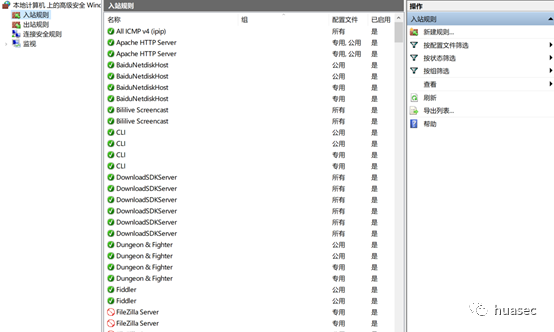 本地计算机 上的高级安全 Wind
入站规则
出站规则
连接安全规则
监视
入站规则
名称 组 配置文件 已启用
All ICMP v4 (ipip) 所有 是
Apache HTTP Server 专用, 公用 是
Apache HTTP Server 专用, 公用 是
BaiduNetdiskHost 公用 是
BaiduNetdiskHost 公用 是
BaiduNetdiskHost 专用 是
BaiduNetdiskHost 专用 是
Bililive Screencast 所有 是
Bililive Screencast 所有 是
CLI 公用 是
CLI 公用 是
CLI 专用 是
CLI 专用 是
DownloadSDKServer 所有 是
DownloadSDKServer 所有 是
DownloadSDKServer 所有 是
DownloadSDKServer 所有 是
DownloadSDKServer 所有 是
DownloadSDKServer 所有 是
Dungeon & Fighter 公用 是
Dungeon & Fighter 公用 是
Dungeon & Fighter 专用 是
Dungeon & Fighter 专用 是
Fiddler 公用 是
Fiddler 公用 是
FileZilla Server 专用 是
FileZilla Server 专用 是
操作
入站规则
新建规则...
按配置文件筛选
按状态筛选
按组筛选
查看
刷新
导出列表...
帮助
huasec